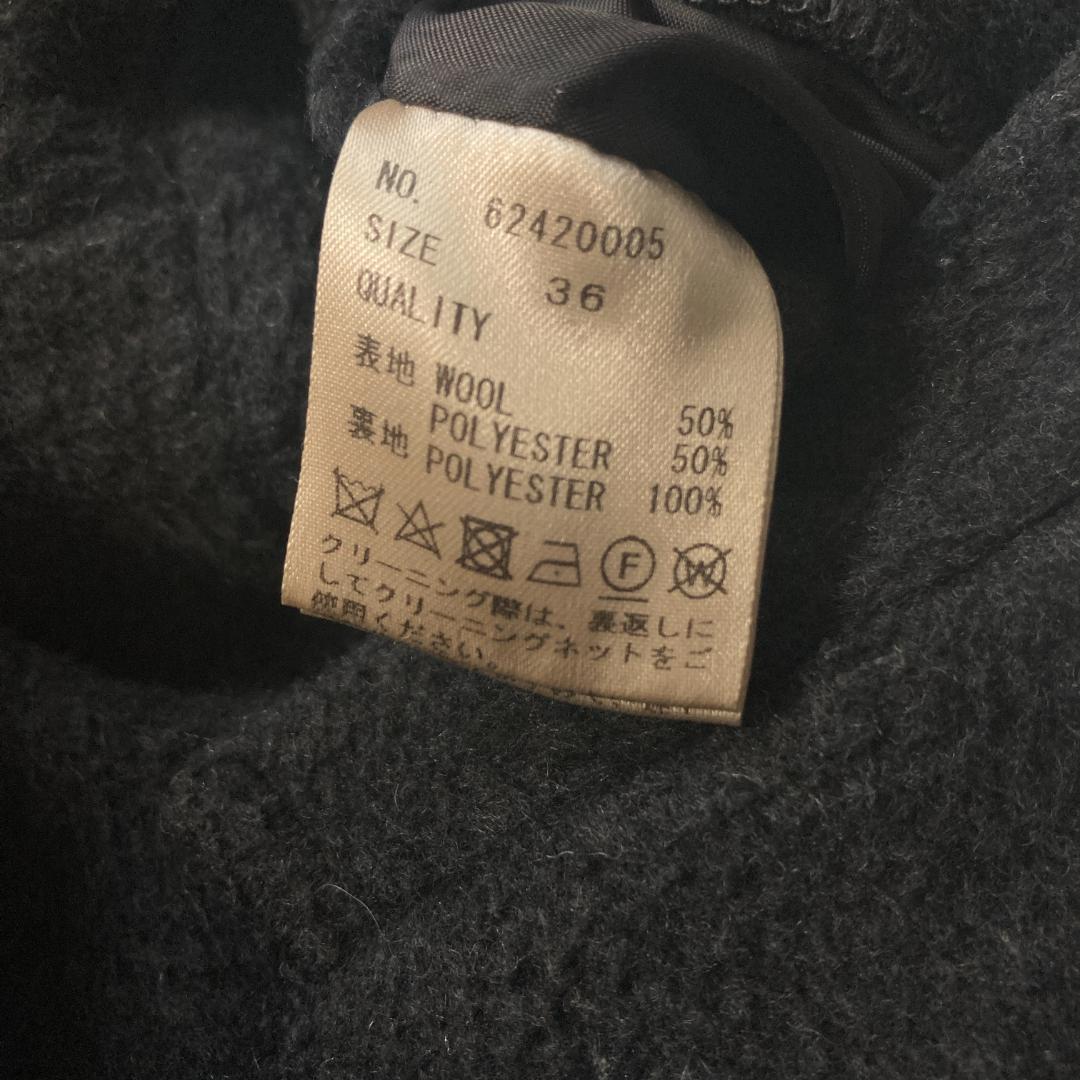 NO. 62420005
SIZE 36
QUALITY
表地 WOOL 50%
POLYESTER 50%
裏地 POLYESTER 100%
F W
クリーニング際は、裏返しに
してクリーニングネットをご
使用ください。